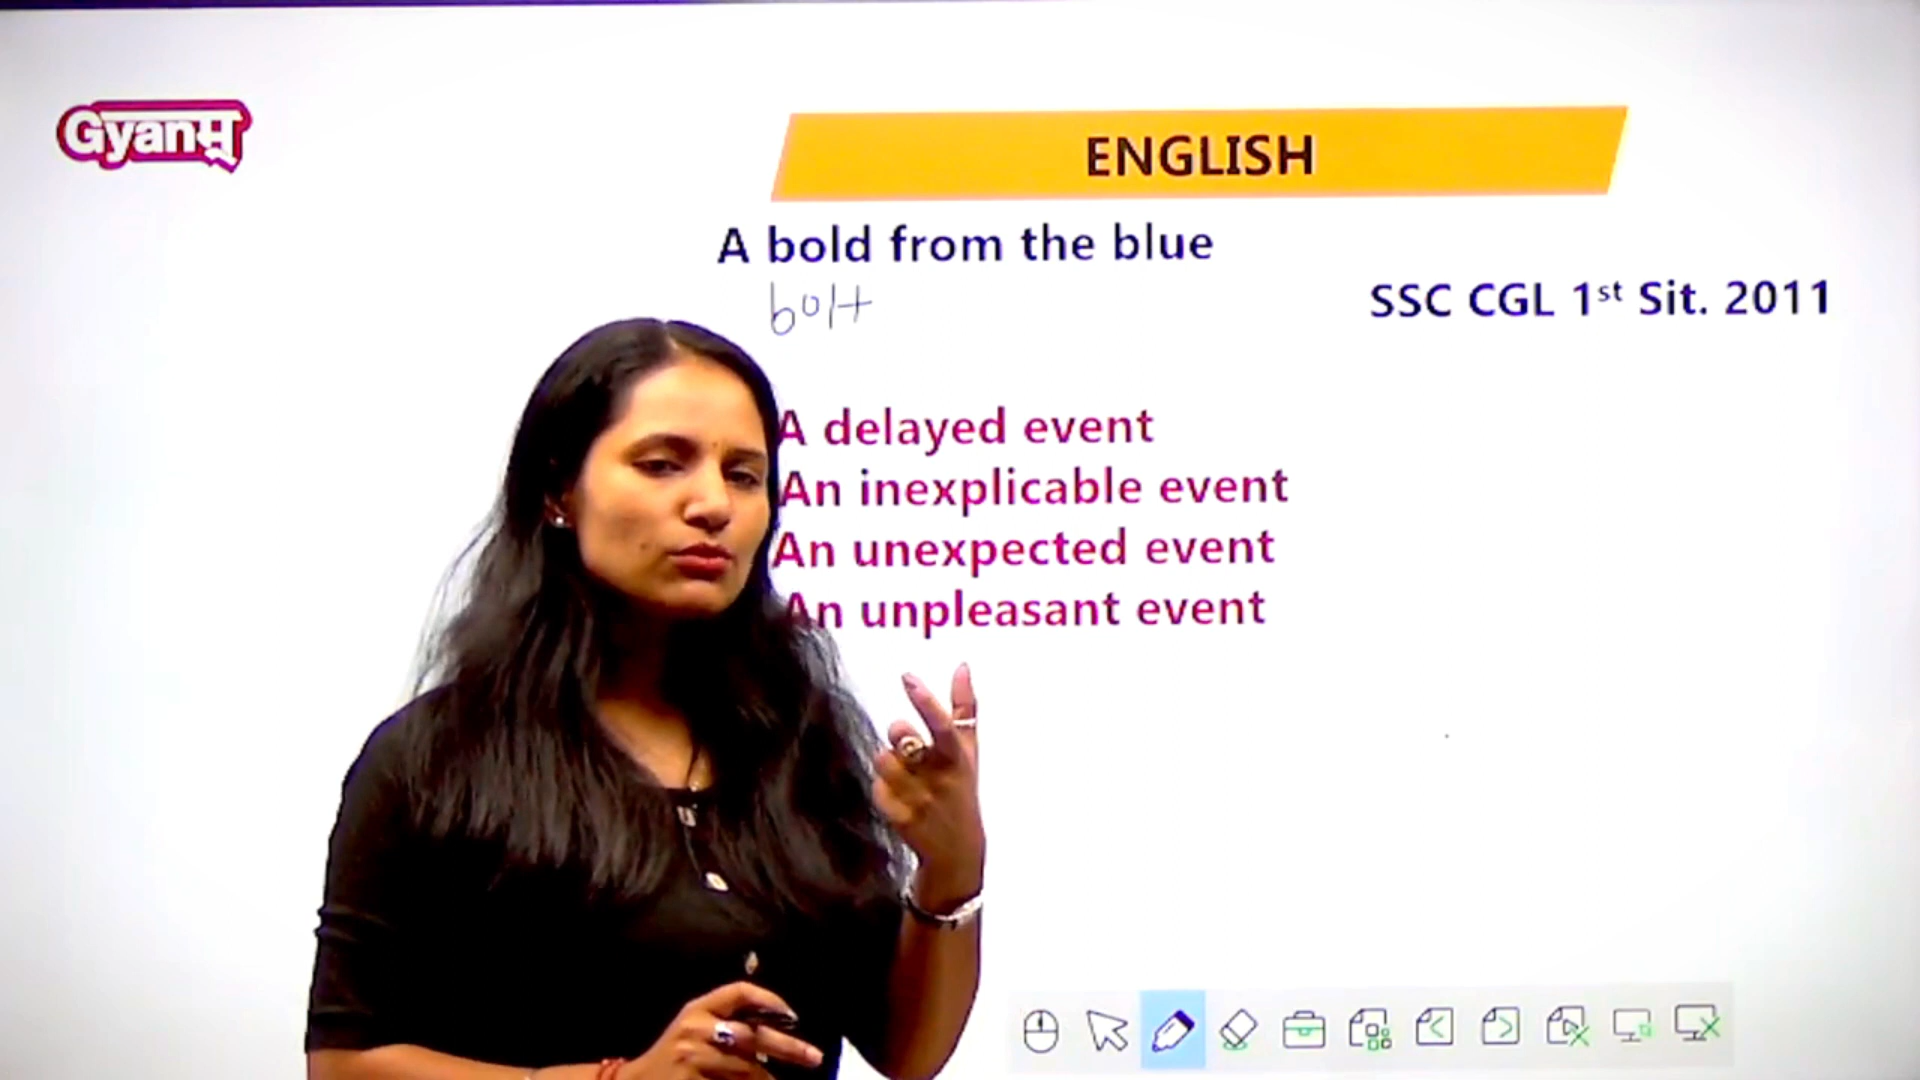 Gyanम्
ENGLISH
A bold from the blue
bolt
SSC CGL 1st Sit. 2011
A delayed event
An inexplicable event
An unexpected event
An unpleasant event